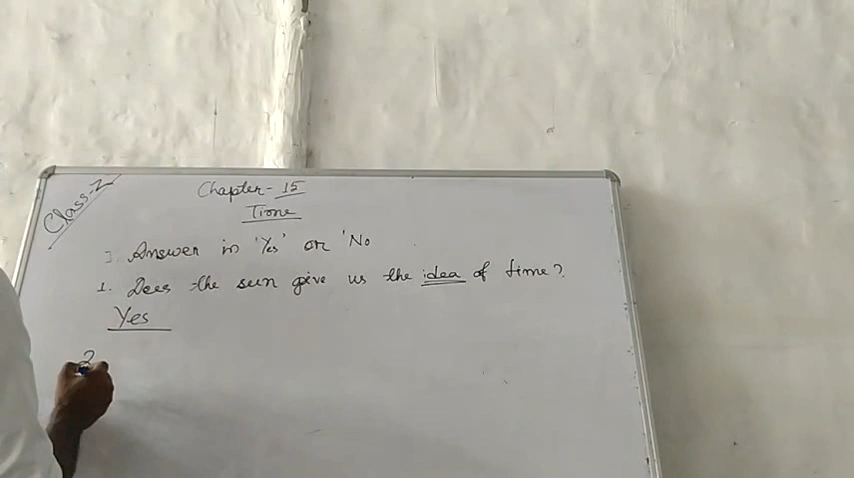 Class-2
Chapter-15
Time
I. Answer in 'Yes' or 'No
1. Does the sun give us the idea of time?
Yes
2